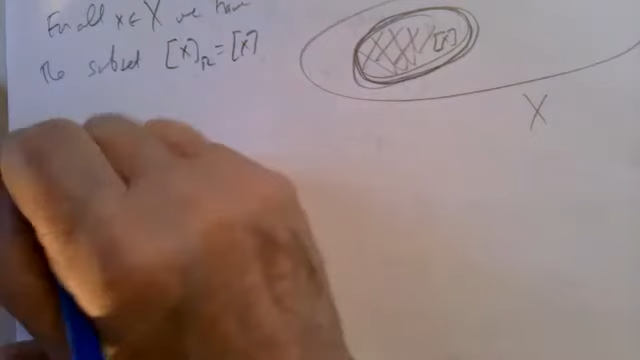 For all x ∈ X we have
the subset [x]_R = [x]
[x]
X